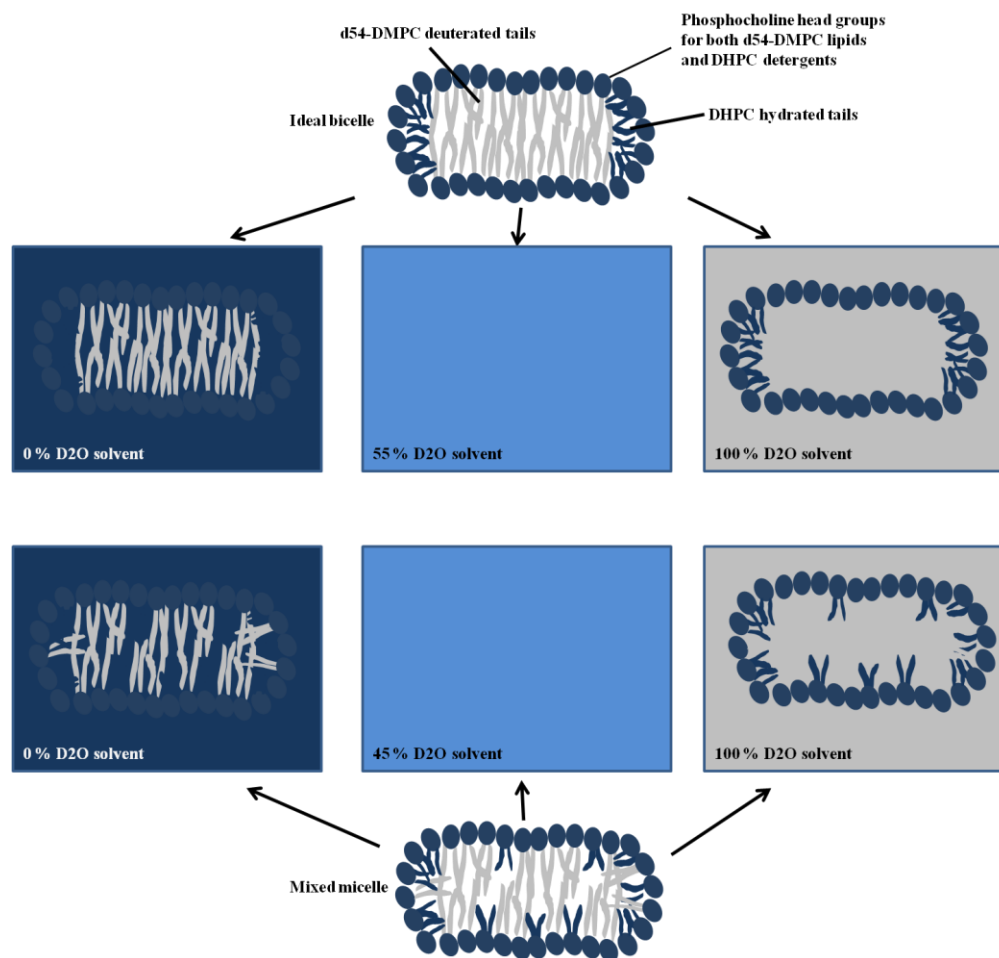 d54-DMPC deuterated tails
Phosphocholine head groups
for both d54-DMPC lipids
and DHPC detergents
Ideal bicelle
DHPC hydrated tails
0 % D2O solvent
55 % D2O solvent
100 % D2O solvent
0 % D2O solvent
45 % D2O solvent
100 % D2O solvent
Mixed micelle